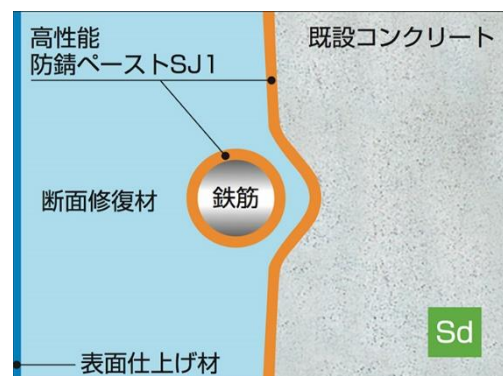 高性能
防錆ペーストSJ1
既設コンクリート
断面修復材
鉄筋
Sd
表面仕上げ材